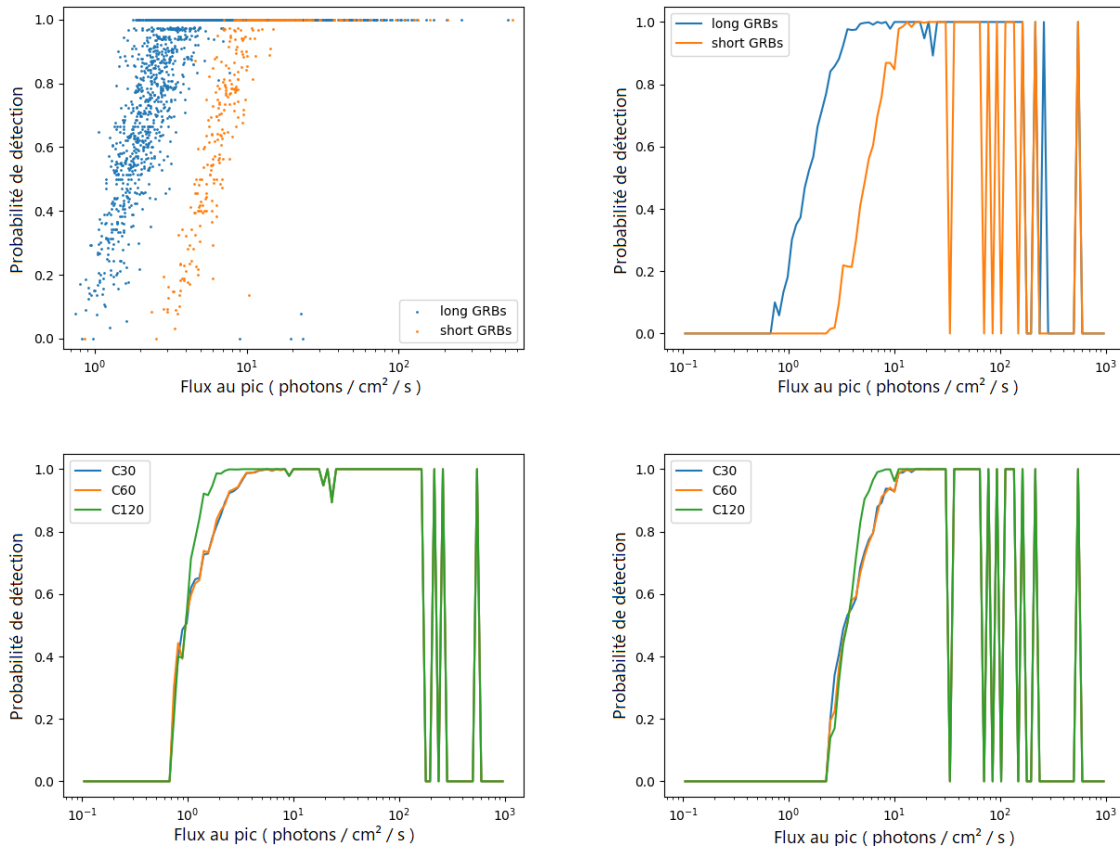 1.0
0.8
0.6
0.4
0.2
0.0
Probabilité de détection
long GRBs
short GRBs
10⁰
10¹
10²
Flux au pic ( photons / cm² / s )
long GRBs
short GRBs
1.0
0.8
0.6
0.4
0.2
0.0
Probabilité de détection
10⁻¹
10⁰
10¹
10²
10³
Flux au pic ( photons / cm² / s )
C30
C60
C120
1.0
0.8
0.6
0.4
0.2
0.0
Probabilité de détection
10⁻¹
10⁰
10¹
10²
10³
Flux au pic ( photons / cm² / s )
C30
C60
C120
1.0
0.8
0.6
0.4
0.2
0.0
Probabilité de détection
10⁻¹
10⁰
10¹
10²
10³
Flux au pic ( photons / cm² / s )